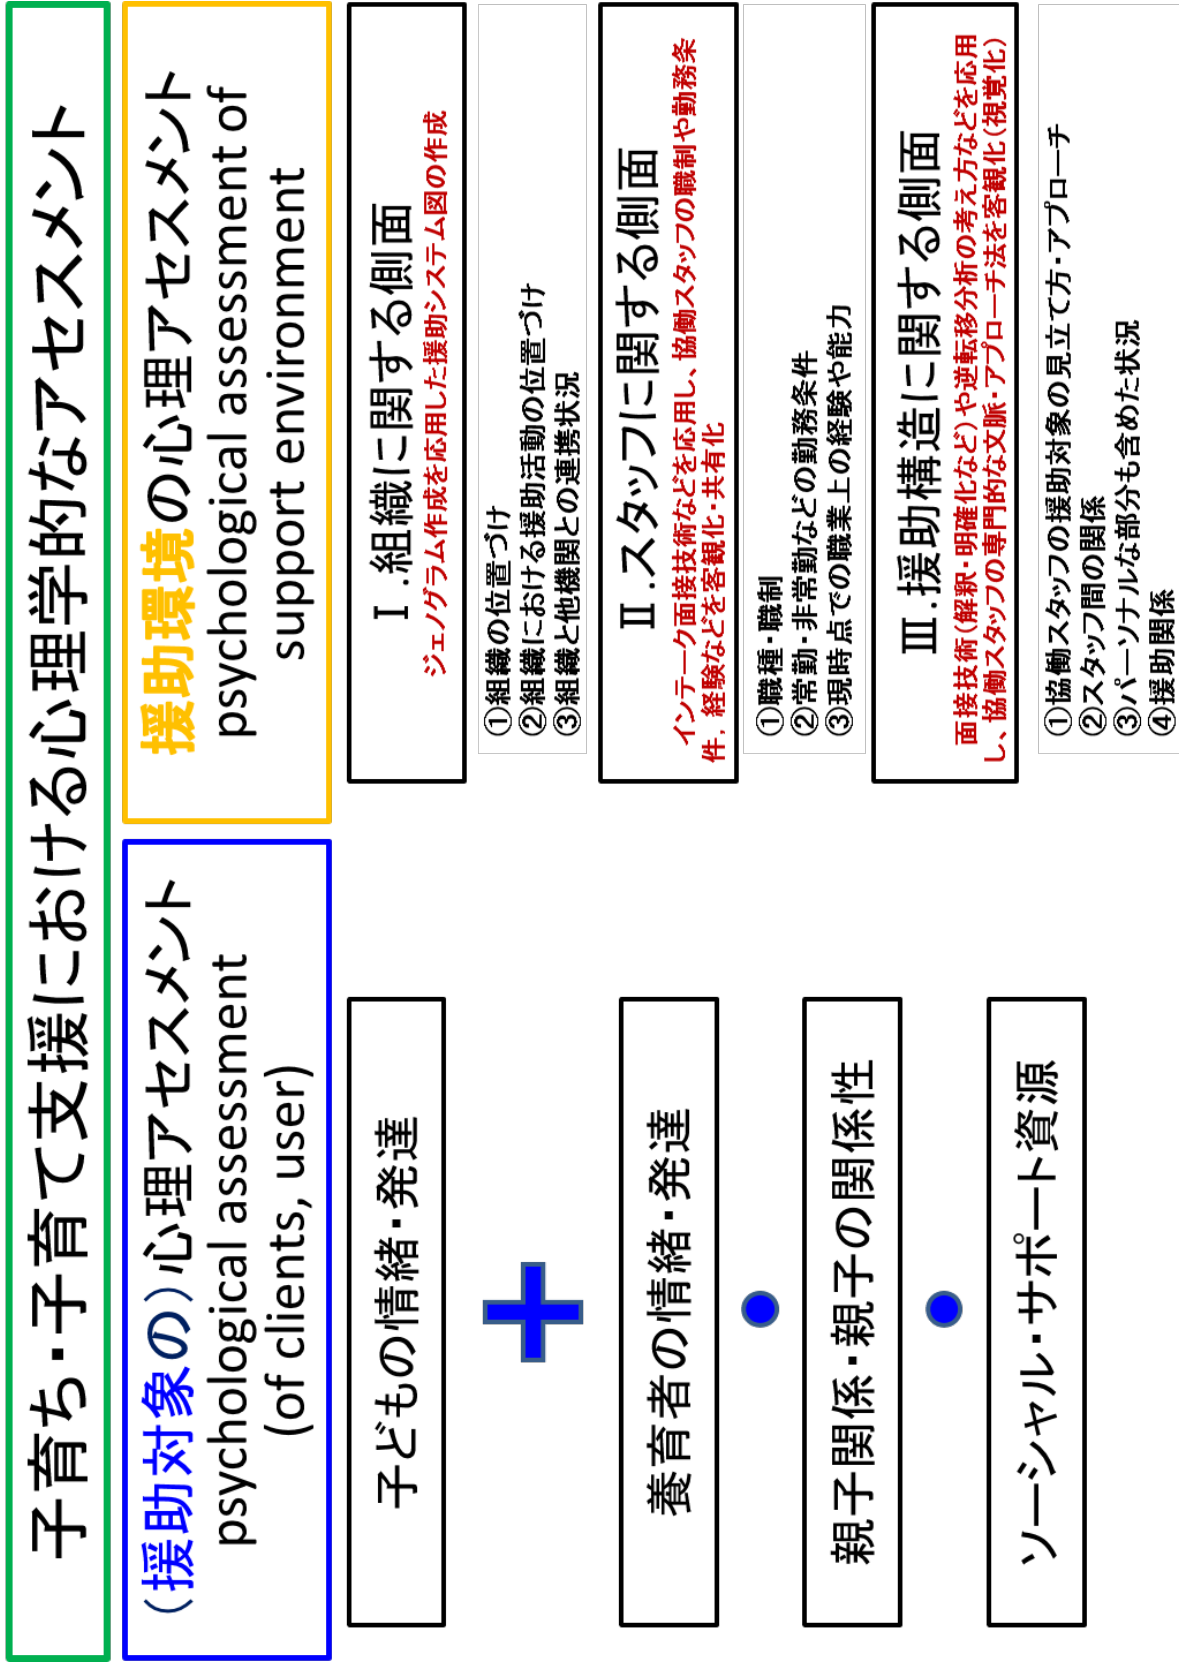 子育ち・子育て支援における心理学的なアセスメント
（援助対象の）心理アセスメント
psychological assessment
(of clients, user)
子どもの情緒・発達
養育者の情緒・発達
親子関係・親子の関係性
ソーシャル・サポート資源
援助環境の心理アセスメント
psychological assessment of
support environment
Ⅰ.組織に関する側面
ジェノグラム作成を応用した援助システム図の作成
①組織の位置づけ
②組織における援助活動の位置づけ
③組織と他機関との連携状況
Ⅱ.スタッフに関する側面
インテーク面接技術などを応用し、協働スタッフの職制や勤務条
件，経験などを客観化・共有化
①職種・職制
②常勤・非常勤などの勤務条件
③現時点での職業上の経験や能力
Ⅲ.援助構造に関する側面
面接技術（解釈・明確化など）や逆転移分析の考え方などを応用
し、協働スタッフの専門的な文脈・アプローチ法を客観化（視覚化）
①協働スタッフの援助対象の見立て方・アプローチ
②スタッフ間の関係
③パーソナルな部分も含めた状況
④援助関係